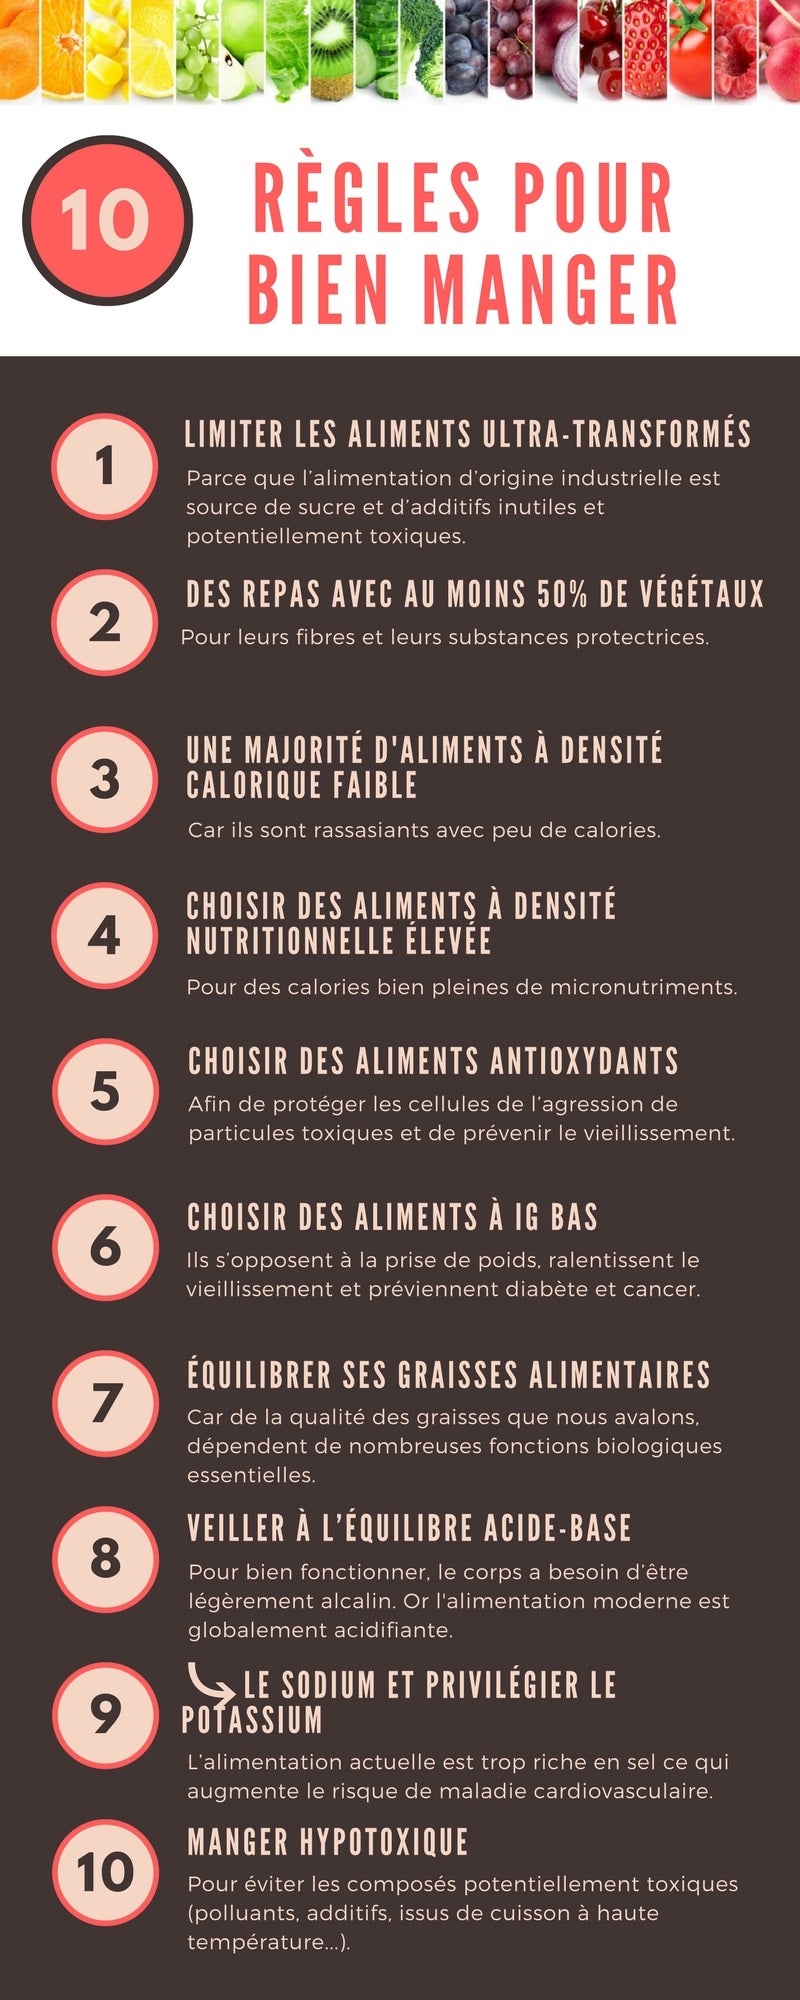 10
RÈGLES POUR
BIEN MANGER
1
LIMITER LES ALIMENTS ULTRA-TRANSFORMÉS
Parce que l’alimentation d’origine industrielle est
source de sucre et d’additifs inutiles et
potentiellement toxiques.
2
DES REPAS AVEC AU MOINS 50% DE VÉGÉTAUX
Pour leurs fibres et leurs substances protectrices.
3
UNE MAJORITÉ D'ALIMENTS À DENSITÉ
CALORIQUE FAIBLE
Car ils sont rassasiants avec peu de calories.
4
CHOISIR DES ALIMENTS À DENSITÉ
NUTRITIONNELLE ÉLEVÉE
Pour des calories bien pleines de micronutriments.
5
CHOISIR DES ALIMENTS ANTIOXYDANTS
Afin de protéger les cellules de l’agression de
particules toxiques et de prévenir le vieillissement.
6
CHOISIR DES ALIMENTS À IG BAS
Ils s’opposent à la prise de poids, ralentissent le
vieillissement et préviennent diabète et cancer.
7
ÉQUILIBRER SES GRAISSES ALIMENTAIRES
Car de la qualité des graisses que nous avalons,
dépendent de nombreuses fonctions biologiques
essentielles.
8
VEILLER À L’ÉQUILIBRE ACIDE-BASE
Pour bien fonctionner, le corps a besoin d’être
légèrement alcalin. Or l'alimentation moderne est
globalement acidifiante.
9
LE SODIUM ET PRIVILÉGIER LE
POTASSIUM
L’alimentation actuelle est trop riche en sel ce qui
augmente le risque de maladie cardiovasculaire.
10
MANGER HYPOTOXIQUE
Pour éviter les composés potentiellement toxiques
(polluants, additifs, issus de cuisson à haute
température...).